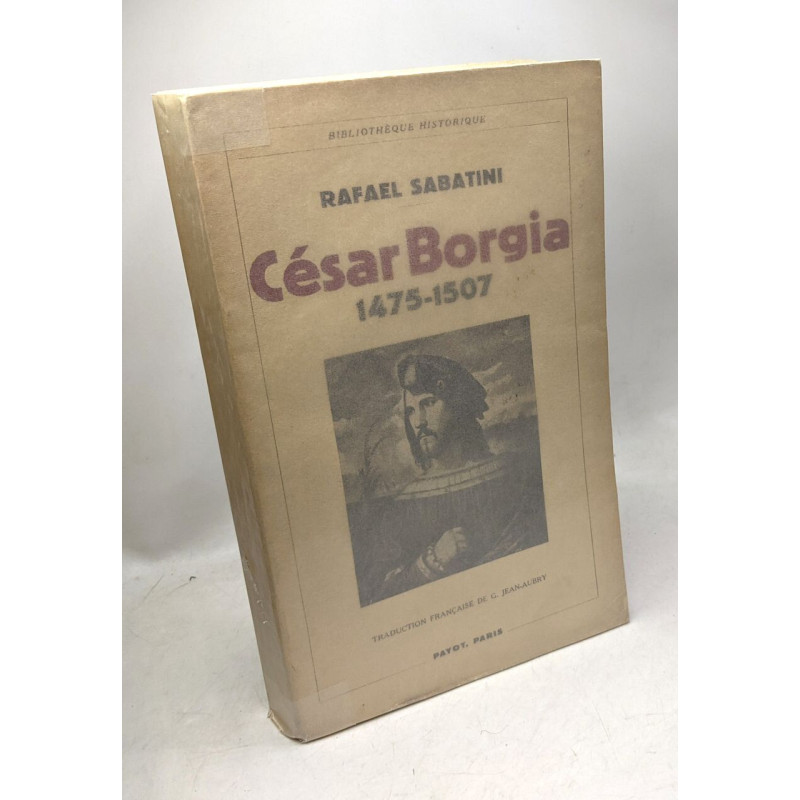 BIBLIOTHÈQUE HISTORIQUE
RAFAEL SABATINI
César Borgia
1475-1507
TRADUCTION FRANÇAISE DE G. JEAN-AUBRY
PAYOT, PARIS